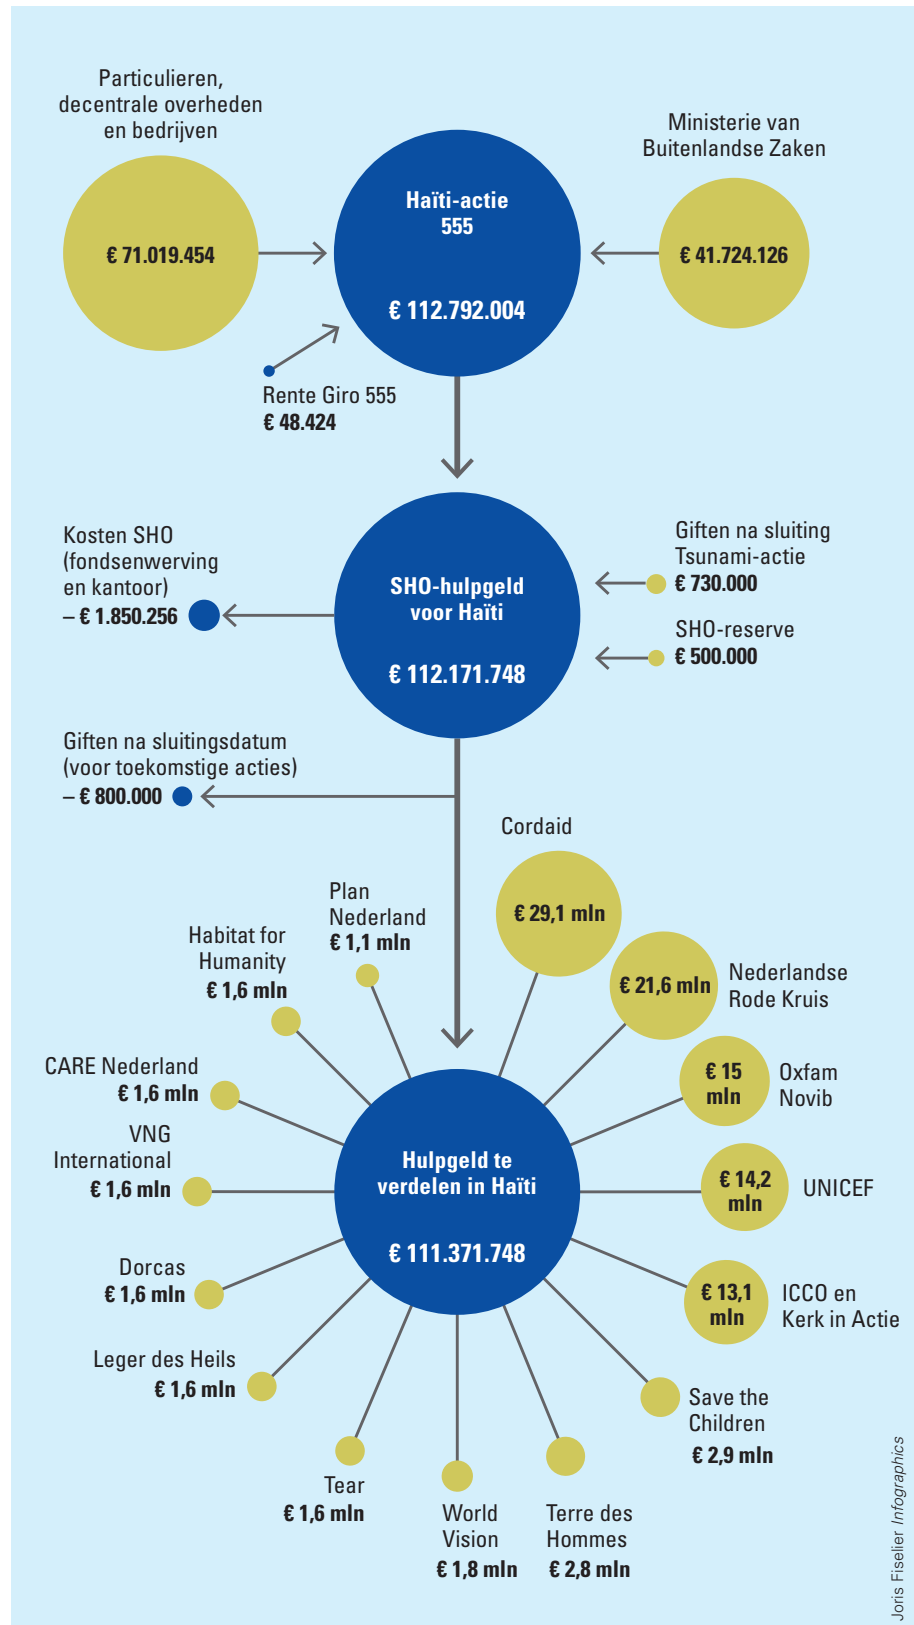 Particulieren,
decentrale overheden
en bedrijven
€ 71.019.454
Haïti-actie
555
€ 112.792.004
Ministerie van
Buitenlandse Zaken
€ 41.724.126
Rente Giro 555
€ 48.424
Kosten SHO
(fondsenwerving
en kantoor)
– € 1.850.256
SHO-hulpgeld
voor Haïti
€ 112.171.748
Giften na sluiting
Tsunami-actie
€ 730.000
SHO-reserve
€ 500.000
Giften na sluitingsdatum
(voor toekomstige acties)
– € 800.000
Cordaid
€ 29,1 mln
Plan
Nederland
€ 1,1 mln
Habitat for
Humanity
€ 1,6 mln
€ 21,6 mln
Nederlandse
Rode Kruis
CARE Nederland
€ 1,6 mln
€ 15
mln
Oxfam
Novib
VNG
International
€ 1,6 mln
Hulpgeld te
verdelen in Haïti
€ 111.371.748
€ 14,2
mln
UNICEF
Dorcas
€ 1,6 mln
€ 13,1
mln
ICCO en
Kerk in Actie
Leger des Heils
€ 1,6 mln
Save the
Children
€ 2,9 mln
Tear
€ 1,6 mln
World
Vision
€ 1,8 mln
Terre des
Hommes
€ 2,8 mln
Joris Fiselier Infographics